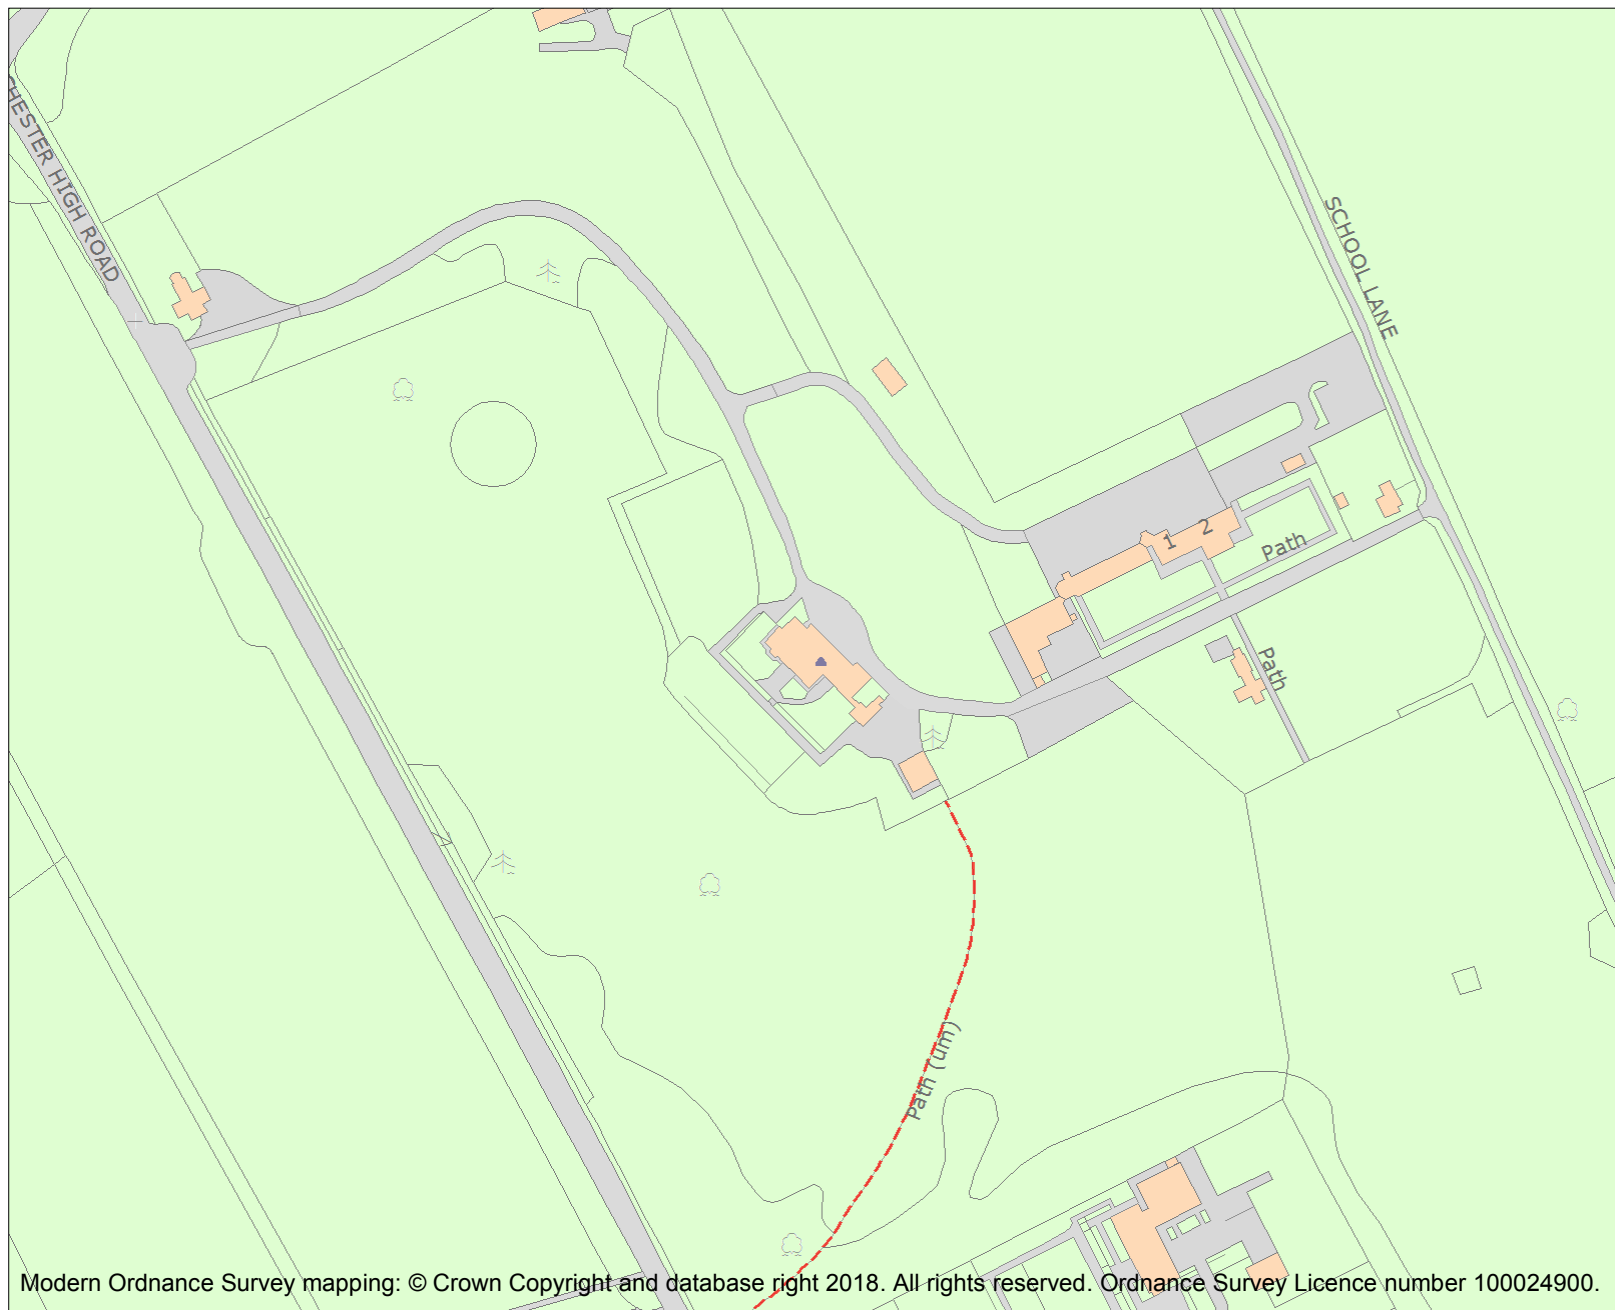 CHESTER HIGH ROAD
SCHOOL LANE
1
2
Path
Path
Path (um)
Modern Ordnance Survey mapping: © Crown Copyright and database right 2018. All rights reserved. Ordnance Survey Licence number 100024900.